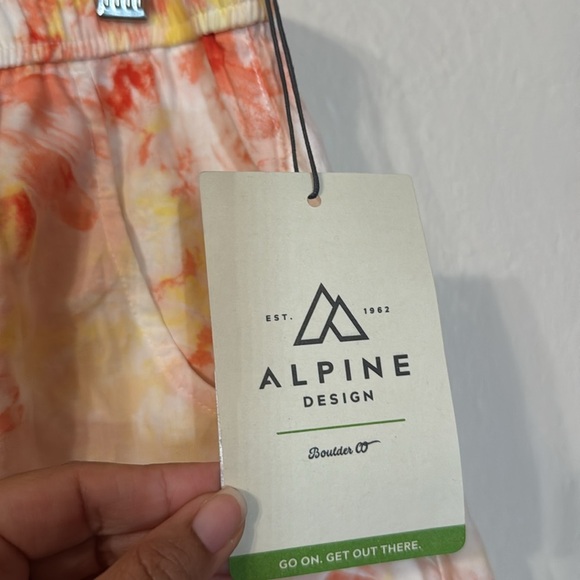 EST. 1962
ALPINE
DESIGN
Boulder CO
GO ON. GET OUT THERE.